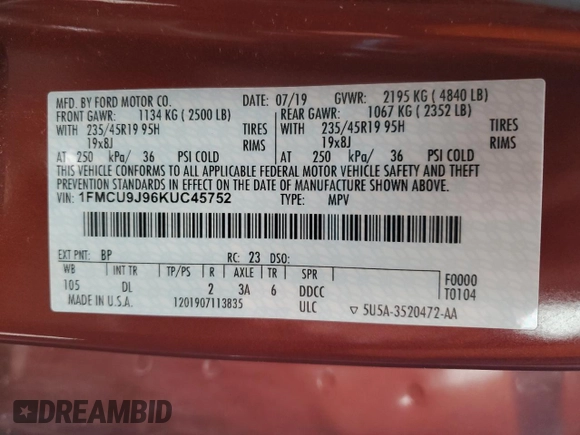 MFD. BY FORD MOTOR CO. DATE: 07/19 GVWR: 2195 KG ( 4840 LB)
FRONT GAWR: 1134 KG ( 2500 LB) REAR GAWR: 1067 KG ( 2352 LB)
WITH 235/45R19 95H TIRES WITH 235/45R19 95H TIRES
19x8J RIMS 19x8J RIMS
AT 250 kPa/ 36 PSI COLD AT 250 kPa/ 36 PSI COLD
THIS VEHICLE CONFORMS TO ALL APPLICABLE FEDERAL MOTOR VEHICLE SAFETY AND THEFT
PREVENTION STANDARDS IN EFFECT ON THE DATE OF MANUFACTURE SHOWN ABOVE.
VIN: 1FMCU9J96KUC45752 TYPE: MPV
EXT PNT: BP RC: 23 DSO:
WB INT TR TP/PS R AXLE TR SPR F0000
105 DL 2 3A 6 DDCC T0104
MADE IN U.S.A. 1201907113835 ULC ▽ 5U5A-3520472-AA
DREAMBID